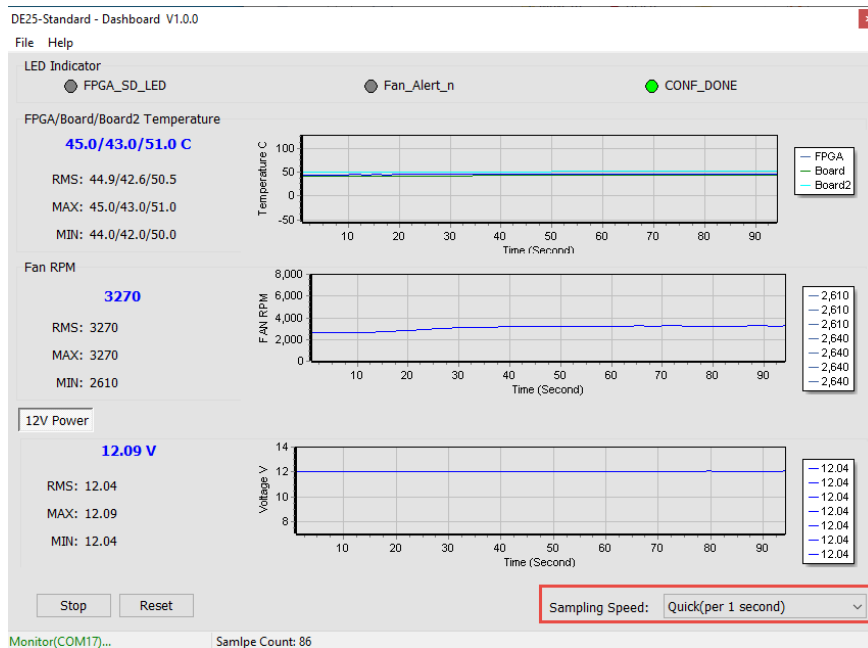 DE25-Standard - Dashboard V1.0.0
File Help
LED Indicator
FPGA_SD_LED Fan_Alert_n CONF_DONE
FPGA/Board/Board2 Temperature
45.0/43.0/51.0 C
RMS: 44.9/42.6/50.5
MAX: 45.0/43.0/51.0
MIN: 44.0/42.0/50.0
Temperature C
100
50
0
-50
10 20 30 40 50 60 70 80 90
Time (Second)
FPGA
Board
Board2
Fan RPM
3270
RMS: 3270
MAX: 3270
MIN: 2610
FAN RPM
8,000
6,000
4,000
2,000
0
10 20 30 40 50 60 70 80 90
Time (Second)
2,610
2,610
2,610
2,640
2,640
2,640
2,640
12V Power
12.09 V
RMS: 12.04
MAX: 12.09
MIN: 12.04
Voltage V
14
12
10
8
10 20 30 40 50 60 70 80 90
Time (Second)
12.04
12.04
12.04
12.04
12.04
12.04
12.04
Stop Reset
Sampling Speed: Quick(per 1 second)
Monitor(COM17)... Samlpe Count: 86